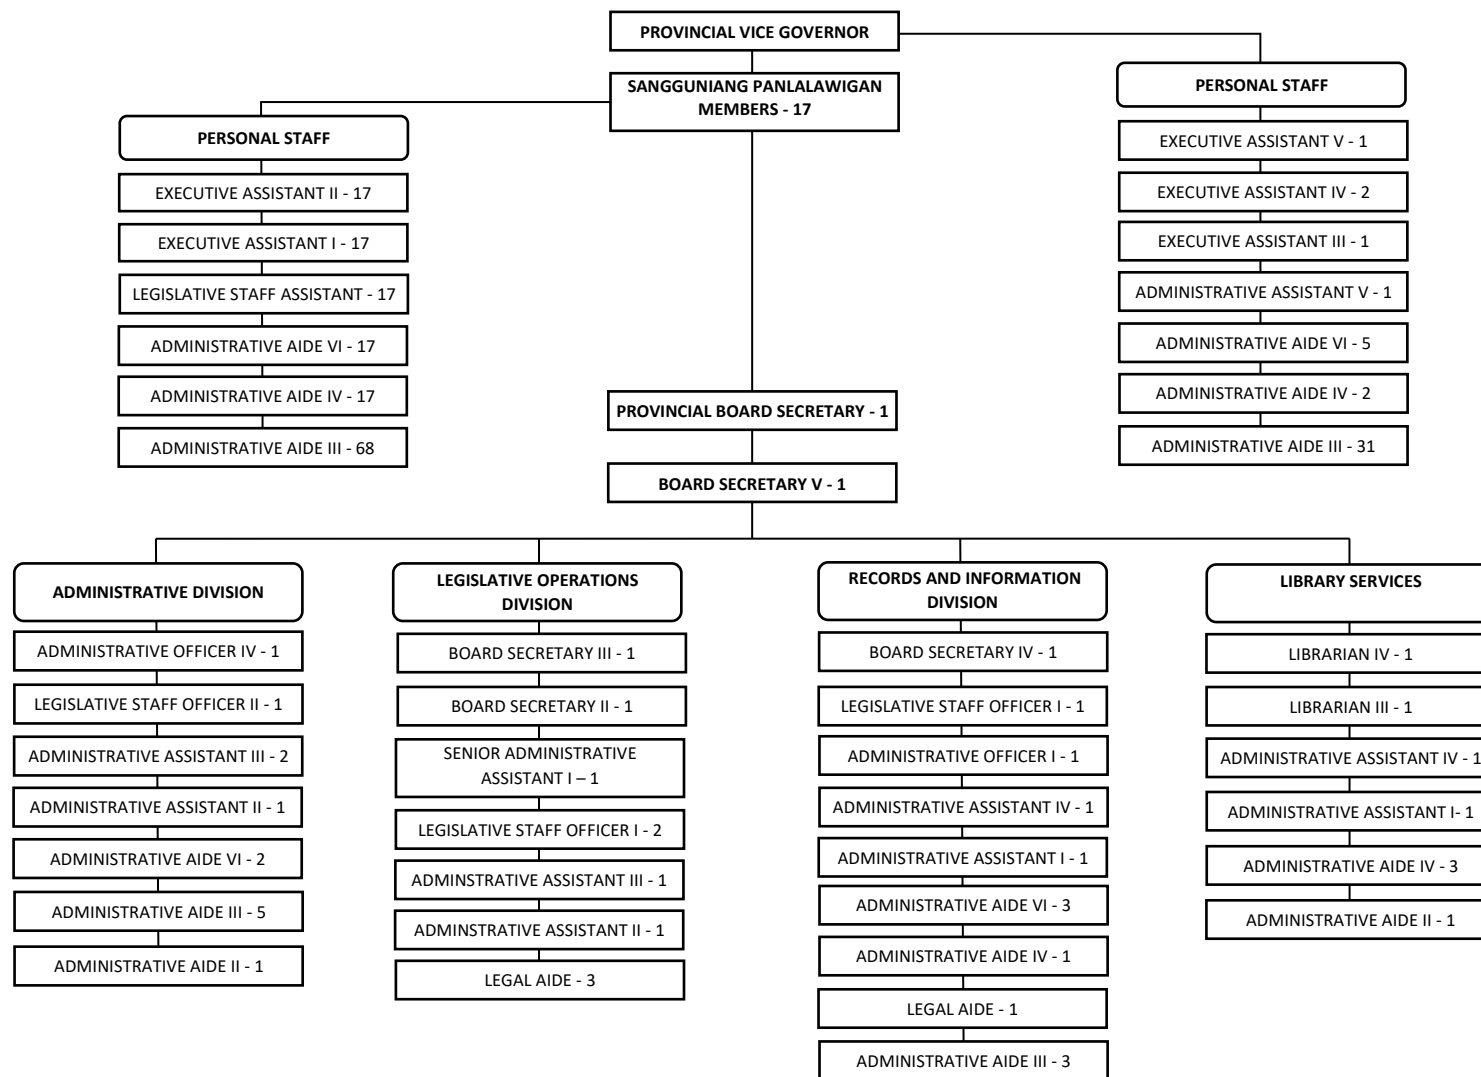 PROVINCIAL VICE GOVERNOR
SANGGUNIANG PANLALAWIGAN
MEMBERS - 17
PERSONAL STAFF
EXECUTIVE ASSISTANT II - 17
EXECUTIVE ASSISTANT I - 17
LEGISLATIVE STAFF ASSISTANT - 17
ADMINISTRATIVE AIDE VI - 17
ADMINISTRATIVE AIDE IV - 17
ADMINISTRATIVE AIDE III - 68
PERSONAL STAFF
EXECUTIVE ASSISTANT V - 1
EXECUTIVE ASSISTANT IV - 2
EXECUTIVE ASSISTANT III - 1
ADMINISTRATIVE ASSISTANT V - 1
ADMINISTRATIVE AIDE VI - 5
ADMINISTRATIVE AIDE IV - 2
ADMINISTRATIVE AIDE III - 31
PROVINCIAL BOARD SECRETARY - 1
BOARD SECRETARY V - 1
ADMINISTRATIVE DIVISION
ADMINISTRATIVE OFFICER IV - 1
LEGISLATIVE STAFF OFFICER II - 1
ADMINISTRATIVE ASSISTANT III - 2
ADMINISTRATIVE ASSISTANT II - 1
ADMINISTRATIVE AIDE VI - 2
ADMINISTRATIVE AIDE III - 5
ADMINISTRATIVE AIDE II - 1
LEGISLATIVE OPERATIONS
DIVISION
BOARD SECRETARY III - 1
BOARD SECRETARY II - 1
SENIOR ADMINISTRATIVE
ASSISTANT I – 1
LEGISLATIVE STAFF OFFICER I - 2
ADMINSTRATIVE ASSISTANT III - 1
ADMINSTRATIVE ASSISTANT II - 1
LEGAL AIDE - 3
RECORDS AND INFORMATION
DIVISION
BOARD SECRETARY IV - 1
LEGISLATIVE STAFF OFFICER I - 1
ADMINISTRATIVE OFFICER I - 1
ADMINISTRATIVE ASSISTANT IV - 1
ADMINISTRATIVE ASSISTANT I - 1
ADMINISTRATIVE AIDE VI - 3
ADMINISTRATIVE AIDE IV - 1
LEGAL AIDE - 1
ADMINISTRATIVE AIDE III - 3
LIBRARY SERVICES
LIBRARIAN IV - 1
LIBRARIAN III - 1
ADMINISTRATIVE ASSISTANT IV - 1
ADMINISTRATIVE ASSISTANT I- 1
ADMINISTRATIVE AIDE IV - 3
ADMINISTRATIVE AIDE II - 1